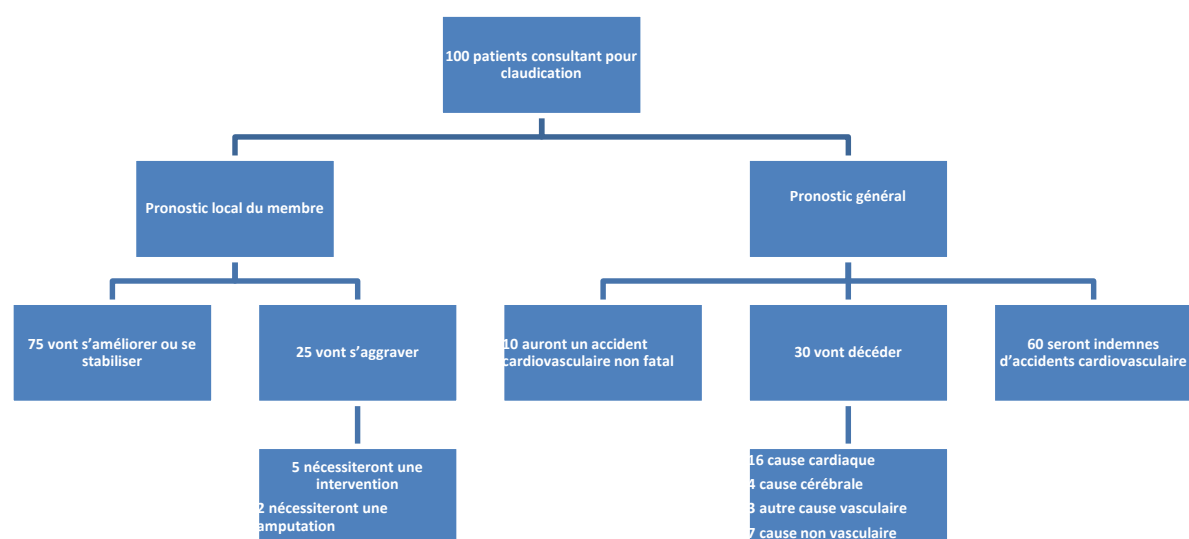 100 patients consultant pour
claudication
Pronostic local du membre
Pronostic général
75 vont s'améliorer ou se
stabiliser
25 vont s'aggraver
10 auront un accident
cardiovasculaire non fatal
30 vont décéder
60 seront indemnes
d'accidents cardiovasculaire
5 nécessiteront une
intervention
2 nécessiteront une
amputation
16 cause cardiaque
4 cause cérébrale
3 autre cause vasculaire
7 cause non vasculaire